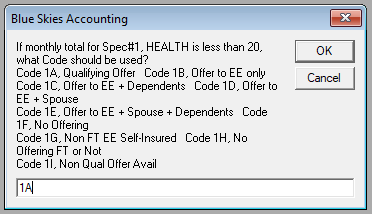 Blue Skies Accounting
If monthly total for Spec#1, HEALTH is less than 20,
what Code should be used?
Code 1A, Qualifying Offer   Code 1B, Offer to EE only
Code 1C, Offer to EE + Dependents   Code 1D, Offer to
EE + Spouse
Code 1E, Offer to EE + Spouse + Dependents   Code
1F, No Offering
Code 1G, Non FT EE Self-Insured   Code 1H, No
Offering FT or Not
Code 1I, Non Qual Offer Avail
OK
Cancel
1A